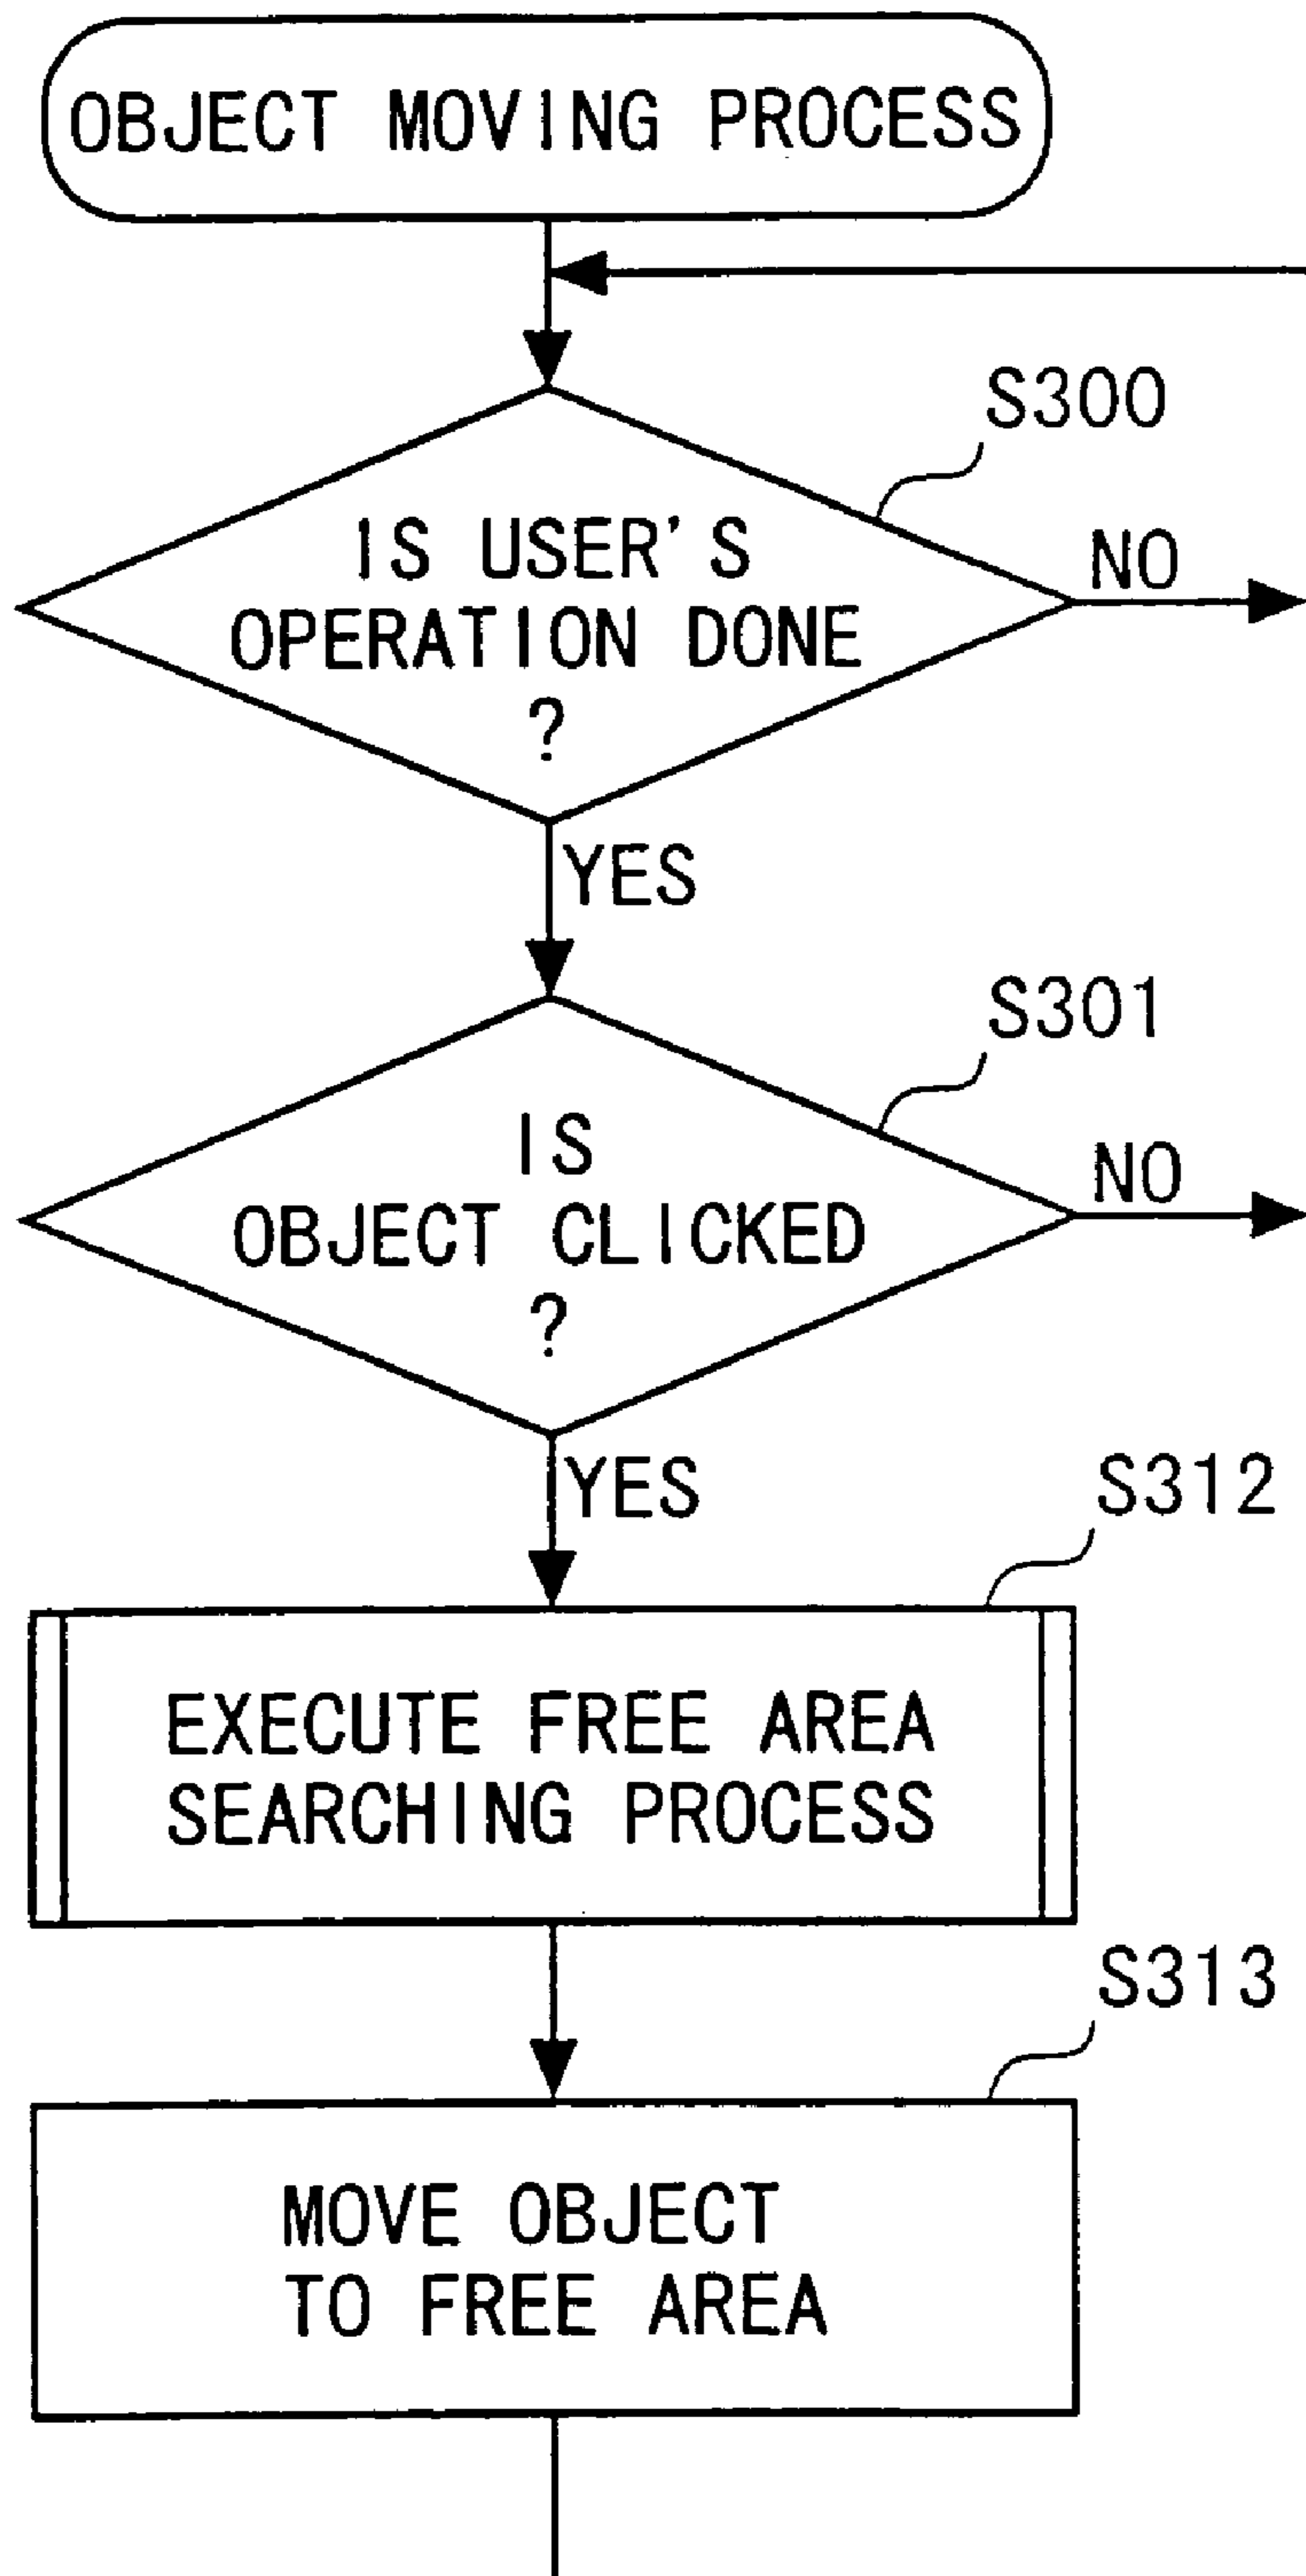 OBJECT MOVING PROCESS
S300
IS USER'S
OPERATION DONE
?
NO
YES
S301
IS
OBJECT CLICKED
?
NO
YES
S312
EXECUTE FREE AREA
SEARCHING PROCESS
S313
MOVE OBJECT
TO FREE AREA